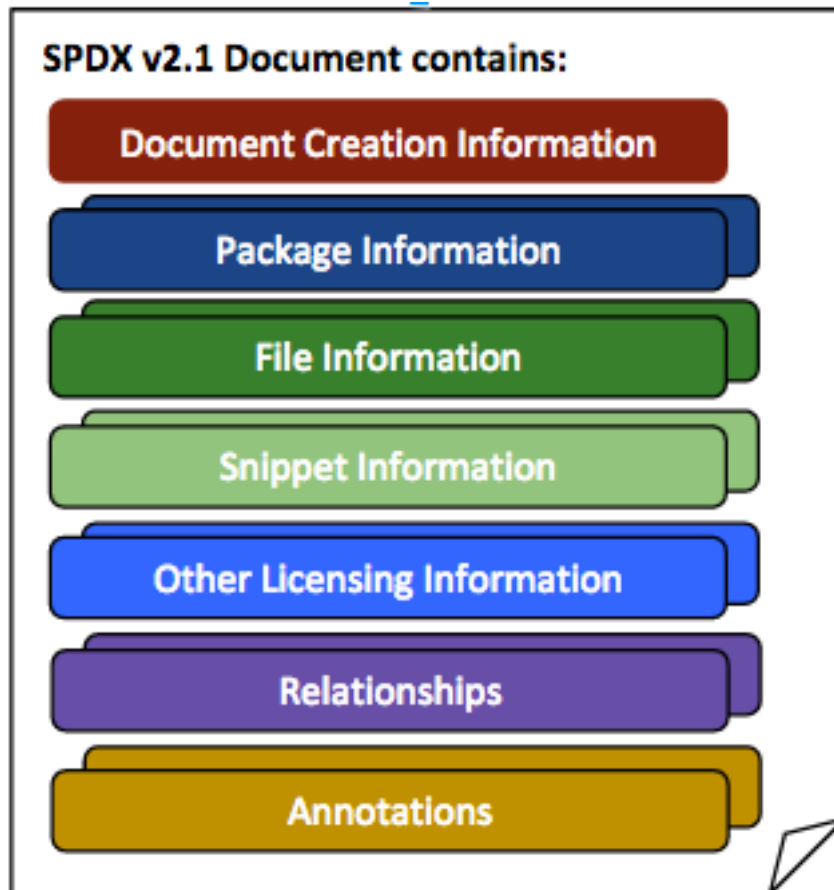 SPDX v2.1 Document contains:
Document Creation Information
Package Information
File Information
Snippet Information
Other Licensing Information
Relationships
Annotations